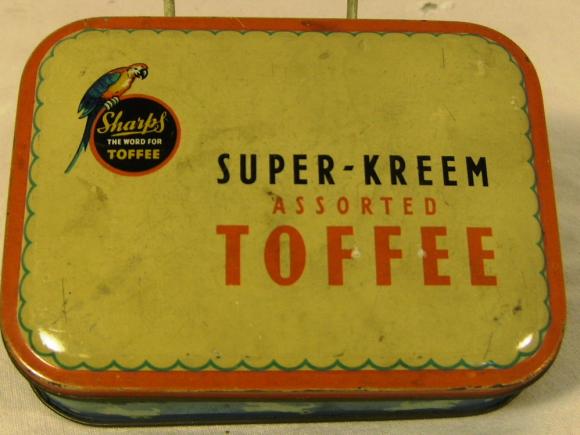 Sharps
THE WORD FOR
TOFFEE
SUPER-KREEM
ASSORTED
TOFFEE